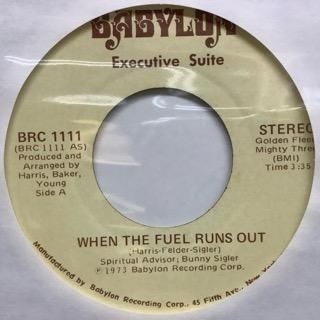 BABYLON
Executive Suite
BRC 1111
(BRC 1111 AS)
Produced and
Arranged by
Harris, Baker,
Young
Side A
STEREO
Golden Fleece
Mighty Three
(BMI)
Time 3:35
WHEN THE FUEL RUNS OUT
(Harris-Felder-Sigler)
Spiritual Advisor; Bunny Sigler
℗ 1973 Babylon Recording Corp.
Manufactured by Babylon Recording Corp., 45 Fifth Ave., New